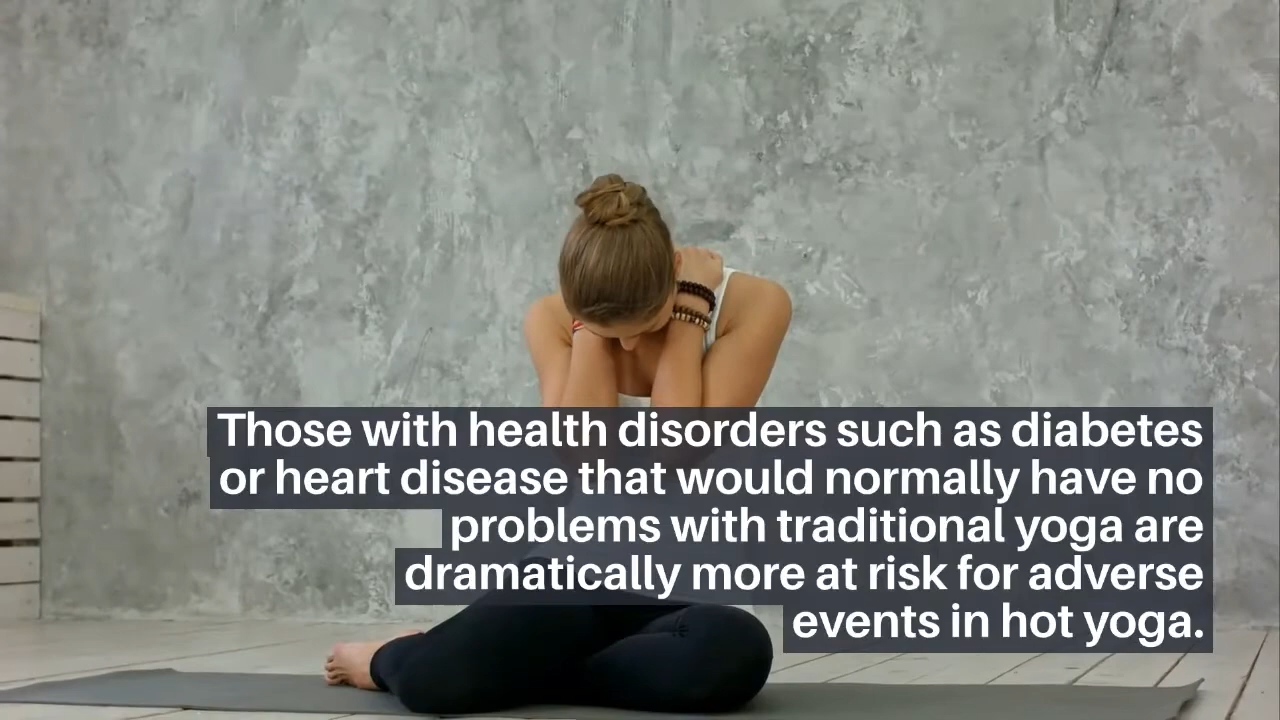 Those with health disorders such as diabetes
or heart disease that would normally have no
problems with traditional yoga are
dramatically more at risk for adverse
events in hot yoga.